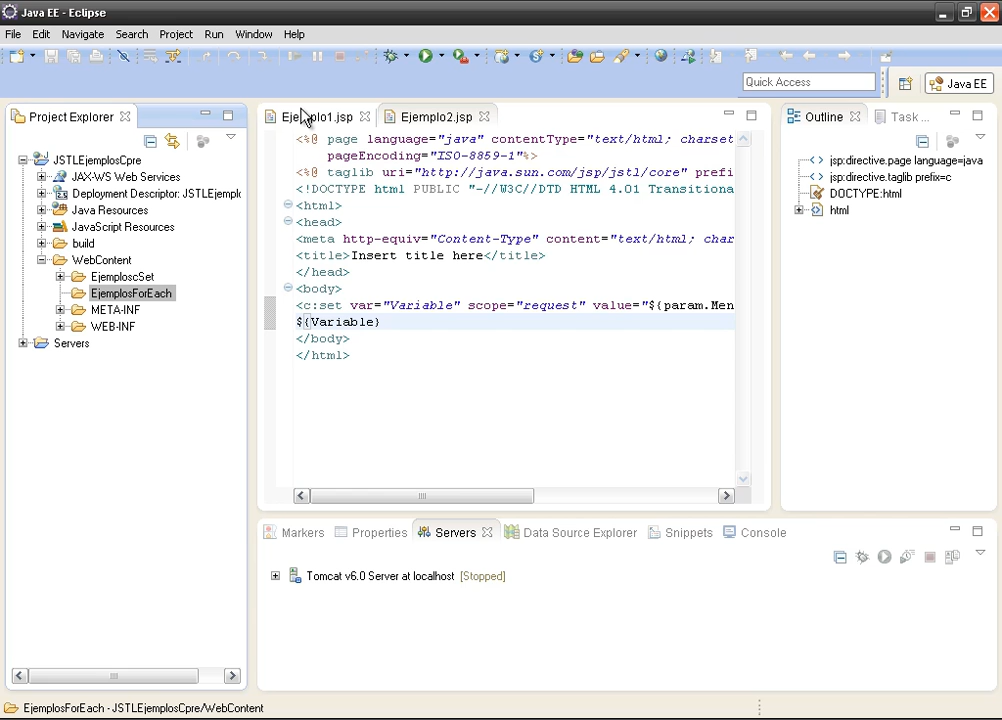 Java EE - Eclipse
File Edit Navigate Search Project Run Window Help
Quick Access
Java EE
Project Explorer
JSTLEjemplosCpre
JAX-WS Web Services
Deployment Descriptor: JSTLEjempl
Java Resources
JavaScript Resources
build
WebContent
EjemploscSet
EjemplosForEach
META-INF
WEB-INF
Servers
Ejemplo1.jsp Ejemplo2.jsp
<%@ page language="java" contentType="text/html; charset
pageEncoding="ISO-8859-1"%>
<%@ taglib uri="http://java.sun.com/jsp/jstl/core" prefi
<!DOCTYPE html PUBLIC "-//W3C//DTD HTML 4.01 Transitiona
<html>
<head>
<meta http-equiv="Content-Type" content="text/html; char
<title>Insert title here</title>
</head>
<body>
<c:set var="Variable" scope="request" value="${param.Men
${Variable}
</body>
</html>
Outline Task ...
jsp:directive.page language=java
jsp:directive.taglib prefix=c
DOCTYPE:html
html
Markers Properties Servers Data Source Explorer Snippets Console
Tomcat v6.0 Server at localhost [Stopped]
EjemplosForEach - JSTLEjemplosCpre/WebContent